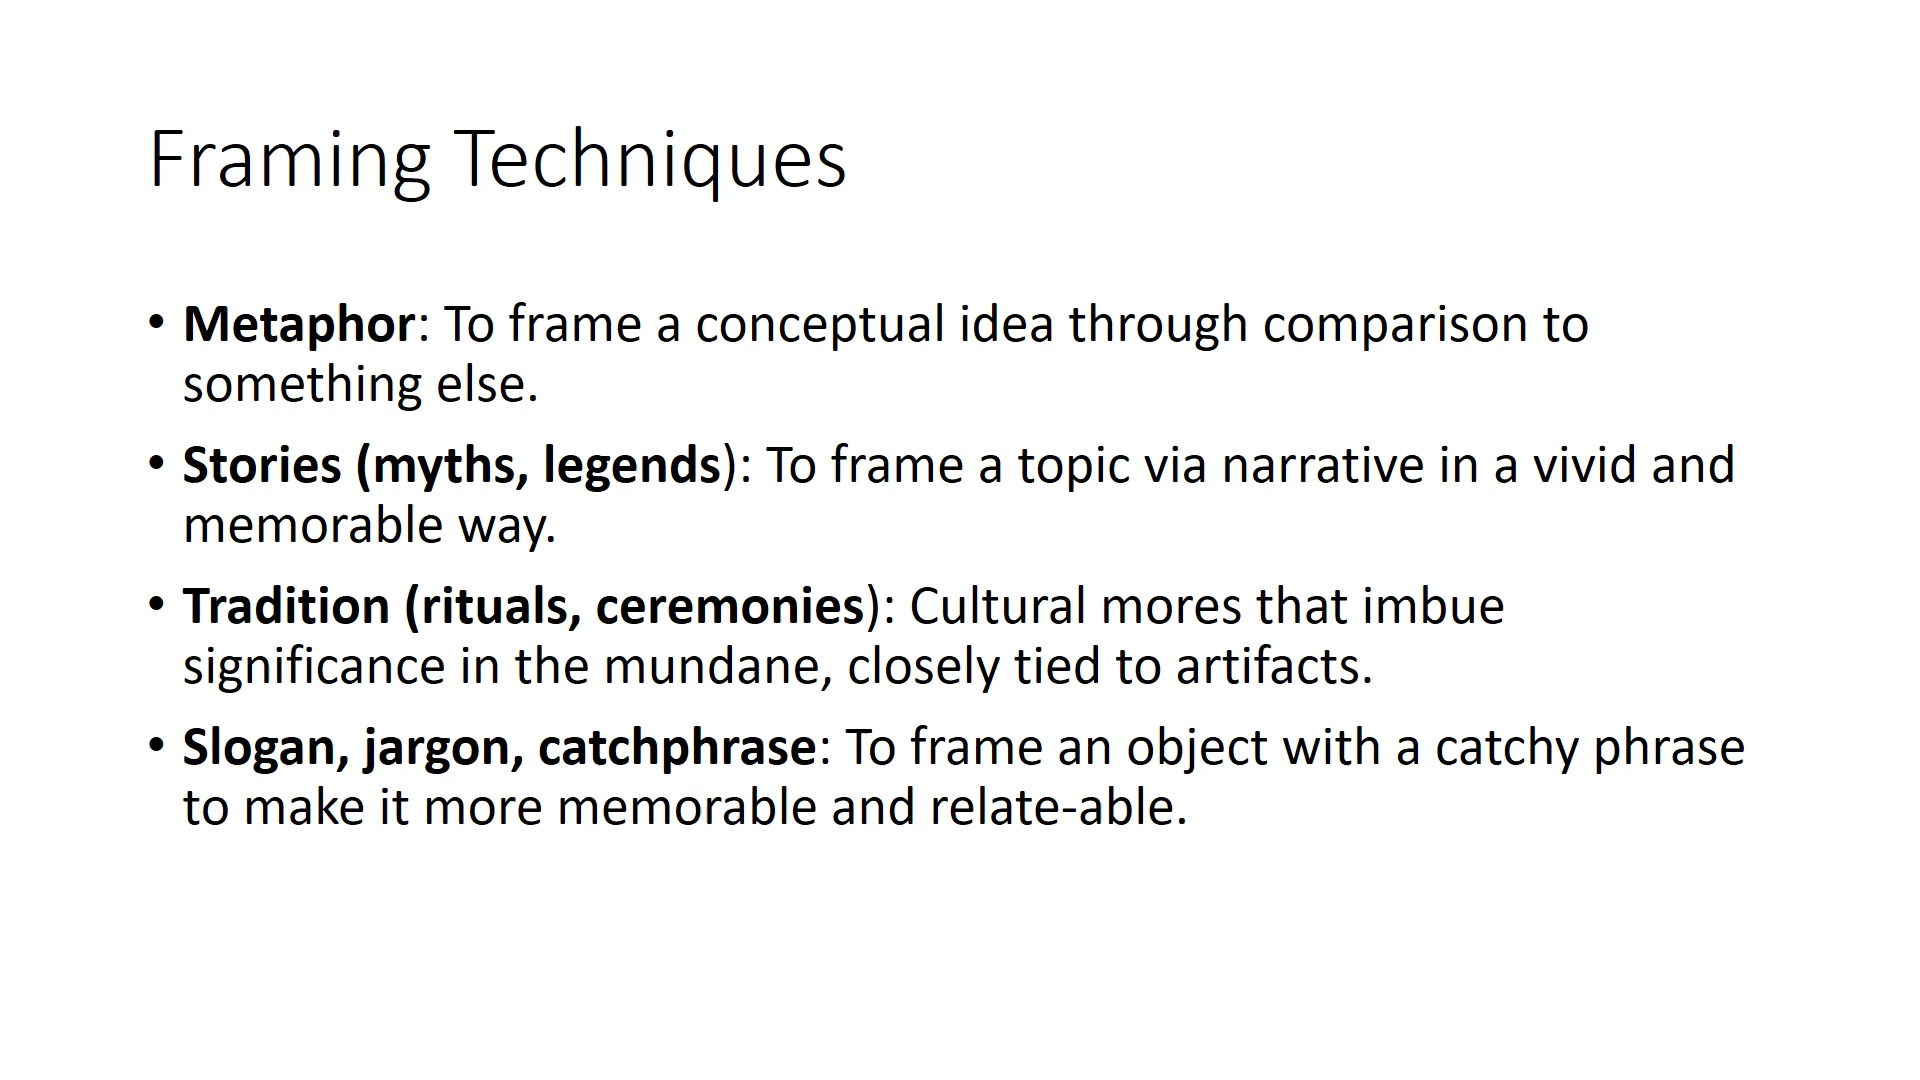 Framing Techniques
• Metaphor: To frame a conceptual idea through comparison to
something else.
• Stories (myths, legends): To frame a topic via narrative in a vivid and
memorable way.
• Tradition (rituals, ceremonies): Cultural mores that imbue
significance in the mundane, closely tied to artifacts.
• Slogan, jargon, catchphrase: To frame an object with a catchy phrase
to make it more memorable and relate-able.